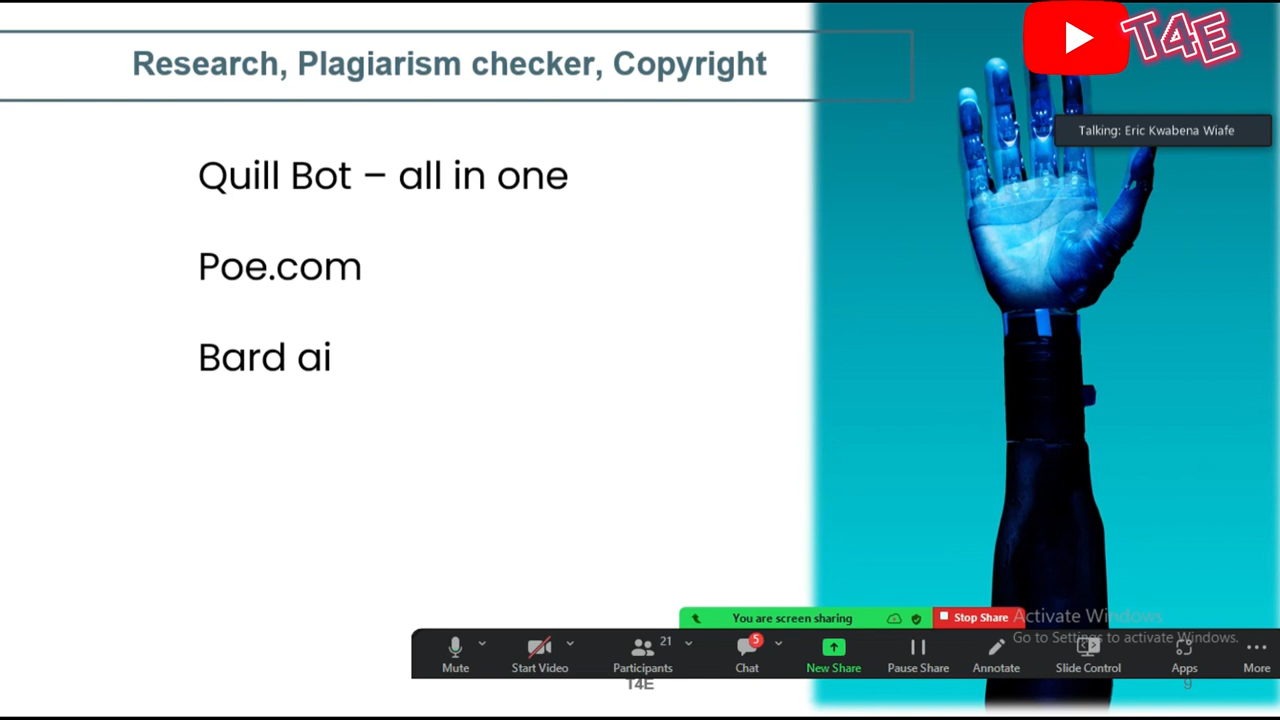 T4E
Research, Plagiarism checker, Copyright
Talking: Eric Kwabena Wiafe
Quill Bot – all in one
Poe.com
Bard ai
You are screen sharing
Stop Share
Activate Windows
Go to Settings to activate Windows.
Mute
Start Video
Participants 21
Chat 5
New Share
Pause Share
Annotate
Slide Control
Apps
More
T4E
9